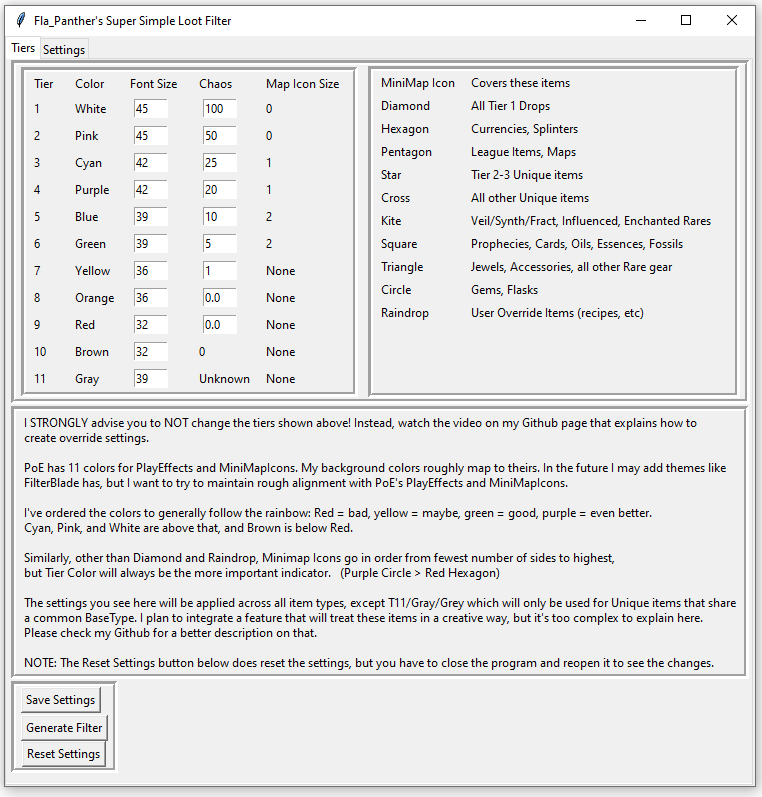 Fla_Panther's Super Simple Loot Filter
Tiers Settings
Tier Color Font Size Chaos Map Icon Size
1 White 45 100 0
2 Pink 45 50 0
3 Cyan 42 25 1
4 Purple 42 20 1
5 Blue 39 10 2
6 Green 39 5 2
7 Yellow 36 1 None
8 Orange 36 0.0 None
9 Red 32 0.0 None
10 Brown 32 0 None
11 Gray 39 Unknown None
MiniMap Icon Covers these items
Diamond All Tier 1 Drops
Hexagon Currencies, Splinters
Pentagon League Items, Maps
Star Tier 2-3 Unique items
Cross All other Unique items
Kite Veil/Synth/Fract, Influenced, Enchanted Rares
Square Prophecies, Cards, Oils, Essences, Fossils
Triangle Jewels, Accessories, all other Rare gear
Circle Gems, Flasks
Raindrop User Override Items (recipes, etc)
I STRONGLY advise you to NOT change the tiers shown above! Instead, watch the video on my Github page that explains how to
create override settings.
PoE has 11 colors for PlayEffects and MiniMapIcons. My background colors roughly map to theirs. In the future I may add themes like
FilterBlade has, but I want to try to maintain rough alignment with PoE's PlayEffects and MiniMapIcons.
I've ordered the colors to generally follow the rainbow: Red = bad, yellow = maybe, green = good, purple = even better.
Cyan, Pink, and White are above that, and Brown is below Red.
Similarly, other than Diamond and Raindrop, Minimap Icons go in order from fewest number of sides to highest,
but Tier Color will always be the more important indicator. (Purple Circle > Red Hexagon)
The settings you see here will be applied across all item types, except T11/Gray/Grey which will only be used for Unique items that share
a common BaseType. I plan to integrate a feature that will treat these items in a creative way, but it's too complex to explain here.
Please check my Github for a better description on that.
NOTE: The Reset Settings button below does reset the settings, but you have to close the program and reopen it to see the changes.
Save Settings
Generate Filter
Reset Settings